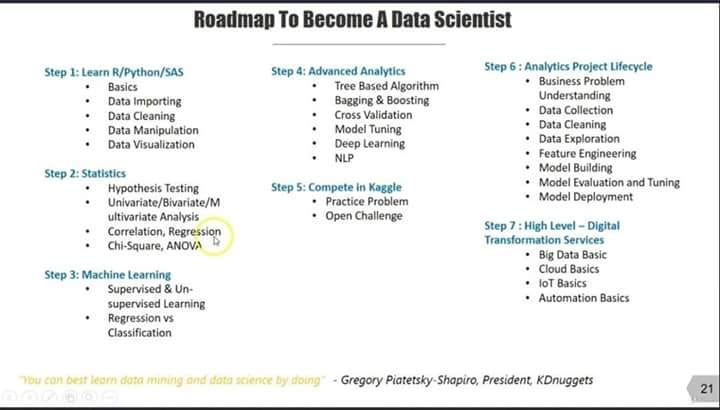 Roadmap To Become A Data Scientist
Step 1: Learn R/Python/SAS
• Basics
• Data Importing
• Data Cleaning
• Data Manipulation
• Data Visualization
Step 2: Statistics
• Hypothesis Testing
• Univariate/Bivariate/M
ultivariate Analysis
• Correlation, Regression
• Chi-Square, ANOVA
Step 3: Machine Learning
• Supervised & Un-
supervised Learning
• Regression vs
Classification
Step 4: Advanced Analytics
• Tree Based Algorithm
• Bagging & Boosting
• Cross Validation
• Model Tuning
• Deep Learning
• NLP
Step 5: Compete in Kaggle
• Practice Problem
• Open Challenge
Step 6 : Analytics Project Lifecycle
• Business Problem
Understanding
• Data Collection
• Data Cleaning
• Data Exploration
• Feature Engineering
• Model Building
• Model Evaluation and Tuning
• Model Deployment
Step 7 : High Level – Digital
Transformation Services
• Big Data Basic
• Cloud Basics
• IoT Basics
• Automation Basics
"You can best learn data mining and data science by doing" - Gregory Piatetsky-Shapiro, President, KDnuggets
21